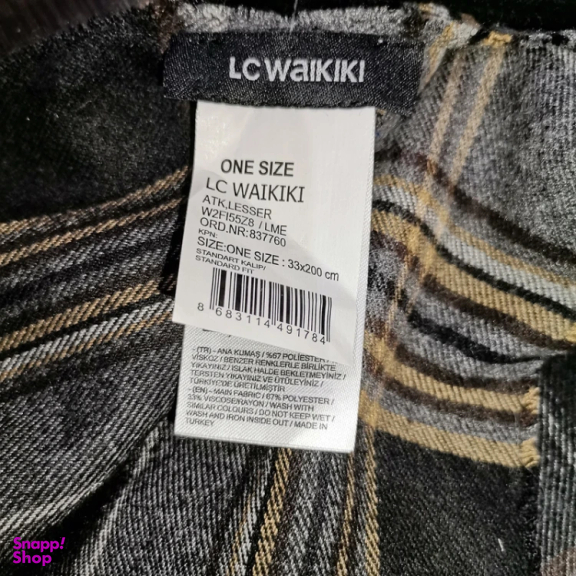 LC WAIKIKI
ONE SIZE
LC WAIKIKI
ATK,LESSER
W2FI55Z8 / LME
ORD.NR:837760
KPN:
SIZE:ONE SIZE : 33x200 cm
STANDART KALIP/
STANDARD FIT
8 683114 491784
(TR) - ANA KUMAŞ / %67 POLİESTER
VİSKOZ / BENZER RENKLERLE BİRLİKTE
YIKAYINIZ / ISLAK HALDE BEKLETMEYİNİZ /
TERSTEN YIKAYINIZ VE ÜTÜLEYİNİZ /
TÜRKİYE'DE ÜRETİLMİŞTİR
(EN) - MAIN FABRIC / 67% POLYESTER /
33% VISCOSE/RAYON / WASH WITH
SIMILAR COLOURS / DO NOT KEEP WET /
WASH AND IRON INSIDE OUT / MADE IN
TURKEY
Snapp!
Shop